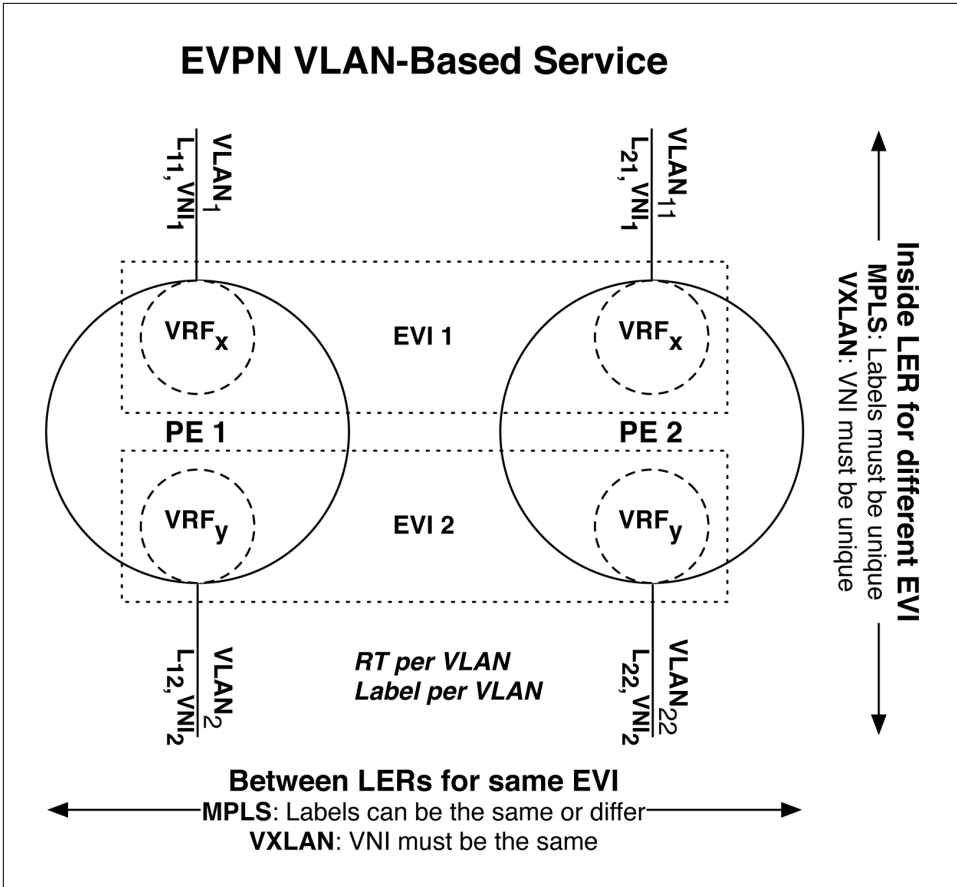 EVPN VLAN-Based Service
VLAN1
L11, VNI1
VLAN11
L21, VNI1
VRFx
EVI 1
VRFx
PE 1
PE 2
VRFy
EVI 2
VRFy
VLAN2
L12, VNI2
RT per VLAN
Label per VLAN
VLAN22
L22, VNI2
Inside LER for different EVI
MPLS: Labels must be unique
VXLAN: VNI must be unique
Between LERs for same EVI
MPLS: Labels can be the same or differ
VXLAN: VNI must be the same